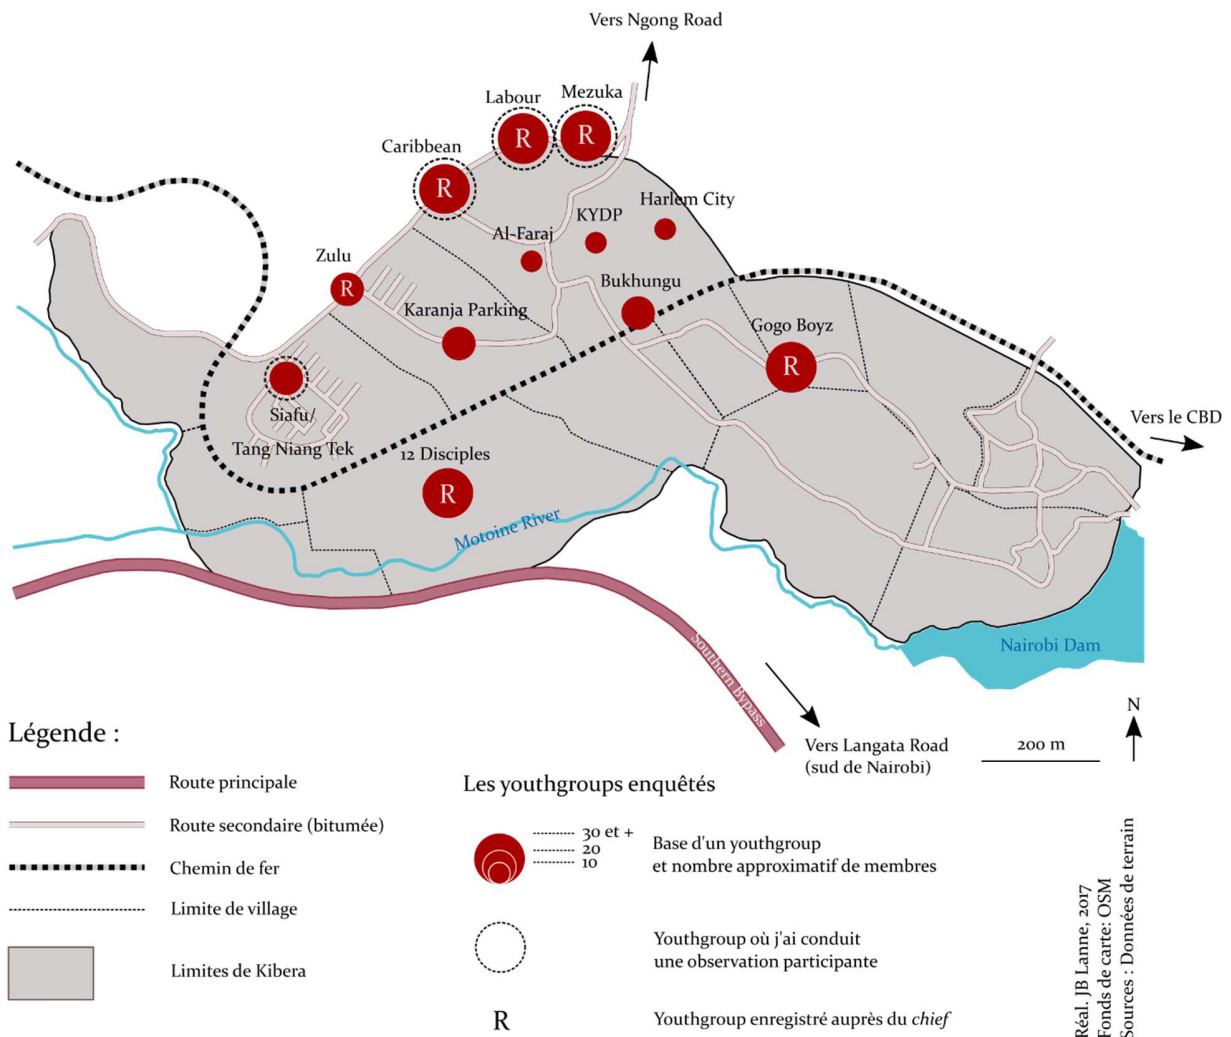 Vers Ngong Road
Mezuka
Labour
R
R
Caribbean
R
Harlem City
KYDP
Al-Faraj
Zulu
R
Bukhungu
Karanja Parking
Gogo Boyz
R
Siafu/
Tang Niang Tek
Vers le CBD
12 Disciples
R
Motoine River
Nairobi Dam
Southern Bypass
N
200 m
Vers Langata Road
(sud de Nairobi)
Légende :
Route principale
Route secondaire (bitumée)
Chemin de fer
Limite de village
Limites de Kibera
Les youthgroups enquêtés
30 et +
20
10
Base d'un youthgroup
et nombre approximatif de membres
Youthgroup où j'ai conduit
une observation participante
R
Youthgroup enregistré auprès du chief
Réal. JB Lanne, 2017
Fonds de carte: OSM
Sources : Données de terrain